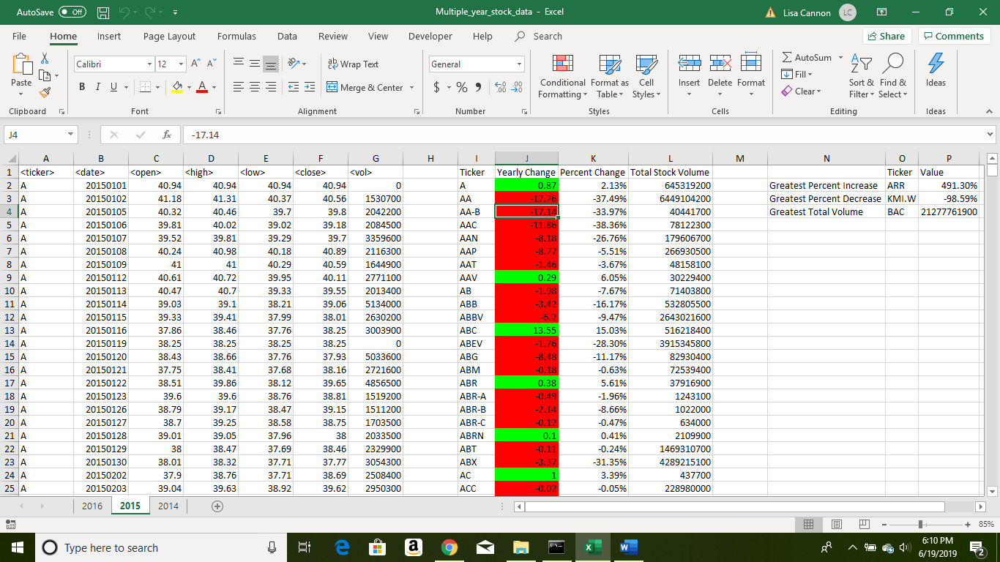 AutoSave Off Multiple_year_stock_data - Excel Lisa Cannon LC
File Home Insert Page Layout Formulas Data Review View Developer Help Search Share Comments
Paste
Clipboard
Calibri 12 A A
B I U A
Font
ab Wrap Text
Merge & Center
Alignment
General
$ % 9 .00 .00
Number
Conditional Formatting
Format as Table
Cell Styles
Styles
Insert Delete Format
Cells
AutoSum
Fill
Clear
Sort & Filter
Find & Select
Editing
Ideas
Ideas
J4 fx -17.14
A B C D E F G H I J K L M N O P
1 <ticker> <date> <open> <high> <low> <close> <vol> Ticker Yearly Change Percent Change Total Stock Volume Ticker Value
2 A 20150101 40.94 40.94 40.94 40.94 0 A 0.87 2.13% 645319200 Greatest Percent Increase ARR 491.30%
3 A 20150102 41.18 41.31 40.37 40.56 1530700 AA -17.76 -37.49% 6449104200 Greatest Percent Decrease KMI.W -98.59%
4 A 20150105 40.32 40.46 39.7 39.8 2042200 AA-B -17.14 -33.97% 40441700 Greatest Total Volume BAC 21277761900
5 A 20150106 39.81 40.02 39.02 39.18 2084500 AAC -11.86 -38.36% 78122300
6 A 20150107 39.52 39.81 39.29 39.7 3359600 AAN -8.18 -26.76% 179606700
7 A 20150108 40.24 40.98 40.18 40.89 2116300 AAP -8.77 -5.51% 266930500
8 A 20150109 41 41 40.29 40.59 1644900 AAT -1.46 -3.67% 48158100
9 A 20150112 40.61 40.72 39.95 40.11 2771100 AAV 0.29 6.05% 30229400
10 A 20150113 40.47 40.7 39.33 39.55 2013400 AB -1.98 -7.67% 71403800
11 A 20150114 39.03 39.1 38.21 39.06 5134000 ABB -3.42 -16.17% 532805500
12 A 20150115 39.33 39.41 37.99 38.01 2630200 ABBV -6.2 -9.47% 2643021600
13 A 20150116 37.86 38.46 37.76 38.25 3003900 ABC 13.55 15.03% 516218400
14 A 20150119 38.25 38.25 38.25 38.25 0 ABEV -1.76 -28.30% 3915345800
15 A 20150120 38.43 38.66 37.76 37.93 5033600 ABG -8.48 -11.17% 82930400
16 A 20150121 37.75 38.41 37.68 38.16 2721600 ABM -0.18 -0.63% 72539400
17 A 20150122 38.51 39.86 38.12 39.65 4856500 ABR 0.38 5.61% 37916900
18 A 20150123 39.6 39.6 38.76 38.81 1519200 ABR-A -0.49 -1.96% 1243100
19 A 20150126 38.79 39.17 38.47 39.15 1511200 ABR-B -2.14 -8.66% 1022000
20 A 20150127 38.7 39.25 38.58 38.75 1703500 ABR-C -0.12 -0.47% 634000
21 A 20150128 39.01 39.05 37.96 38 2033500 ABRN 0.1 0.41% 2109900
22 A 20150129 38 38.47 37.69 38.46 2329900 ABT -0.11 -0.24% 1469310700
23 A 20150130 38.01 38.32 37.71 37.77 3054300 ABX -3.37 -31.35% 4289215100
24 A 20150202 37.9 38.76 37.71 38.69 2508400 AC 1 3.39% 437700
25 A 20150203 39.04 39.63 38.92 39.62 2950300 ACC -0.02 -0.05% 228980000
2016 2015 2014
85%
Type here to search
6:10 PM
6/19/2019
2